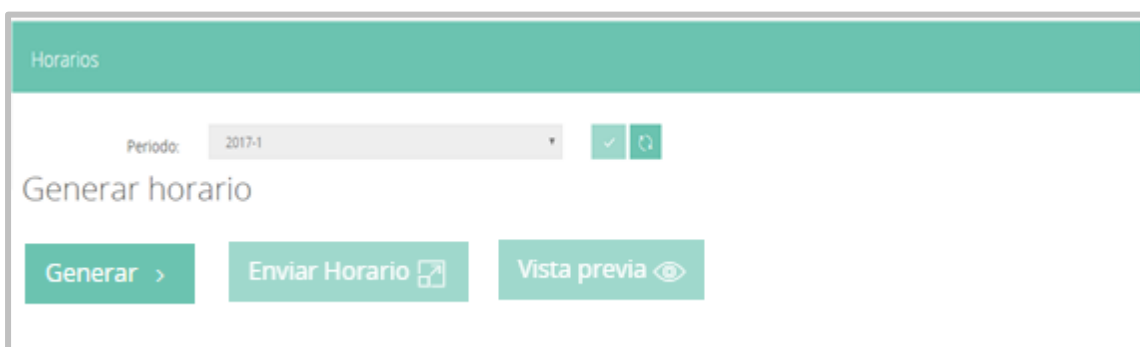 Horarios
Periodo: 2017-1
Generar horario
Generar > Enviar Horario Vista previa